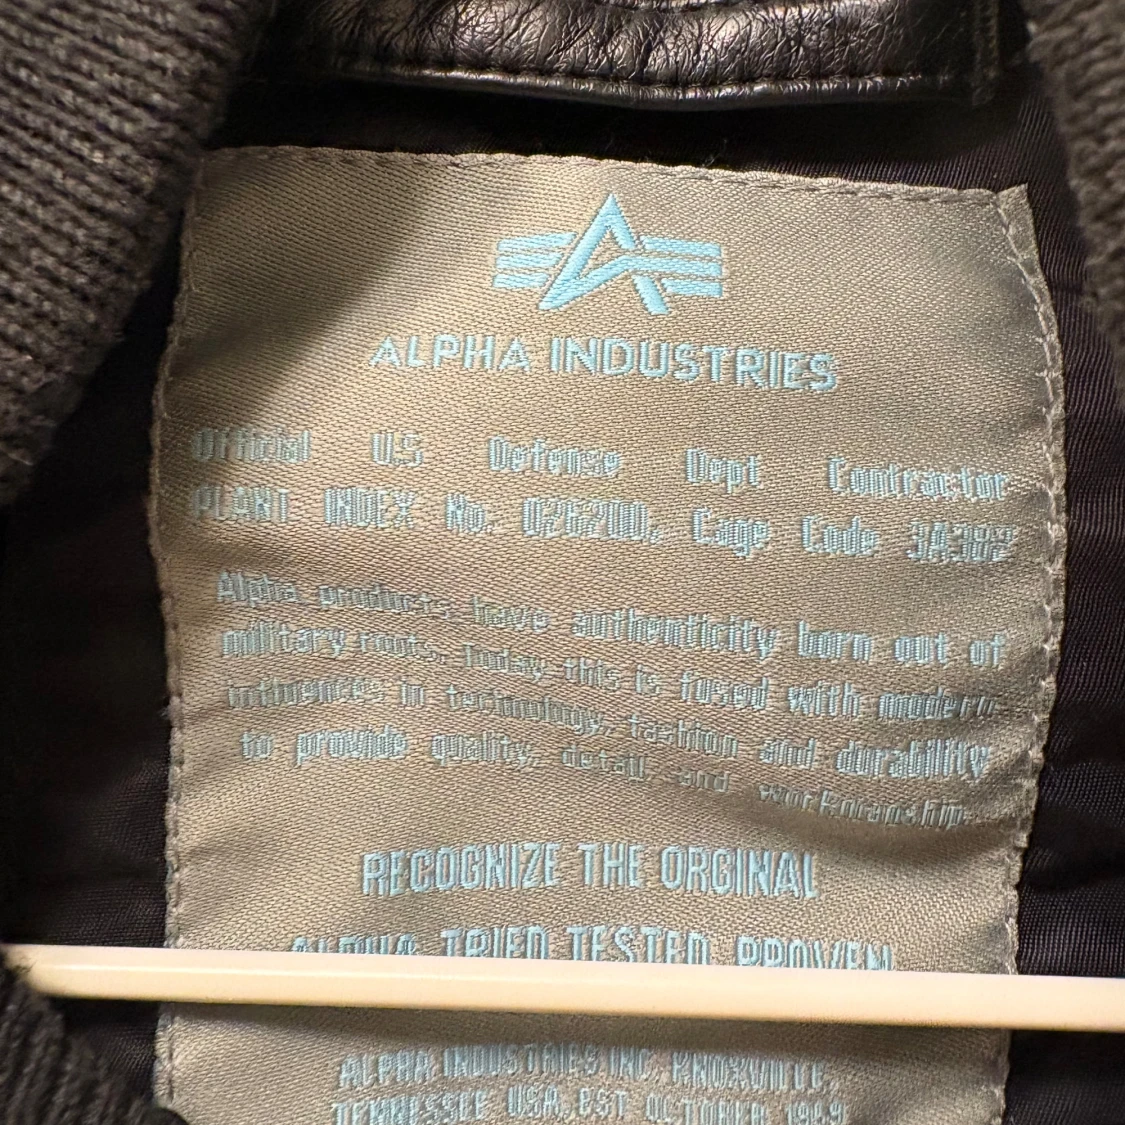 ALPHA INDUSTRIES
Official US Defense Dept Contractor
PLANT INDEX No. 026200, Cage Code
Alpha products have authenticity born out of
military roots. Today this is fused with modern
influences in technology, fashion and durability
to provide quality, detail, and workmanship.
RECOGNIZE THE ORGINAL
ALPHA TRIED TESTED PROVEN
ALPHA INDUSTRIES INC. KNOXVILLE,
TENNESSEE USA. EST OCTOBER